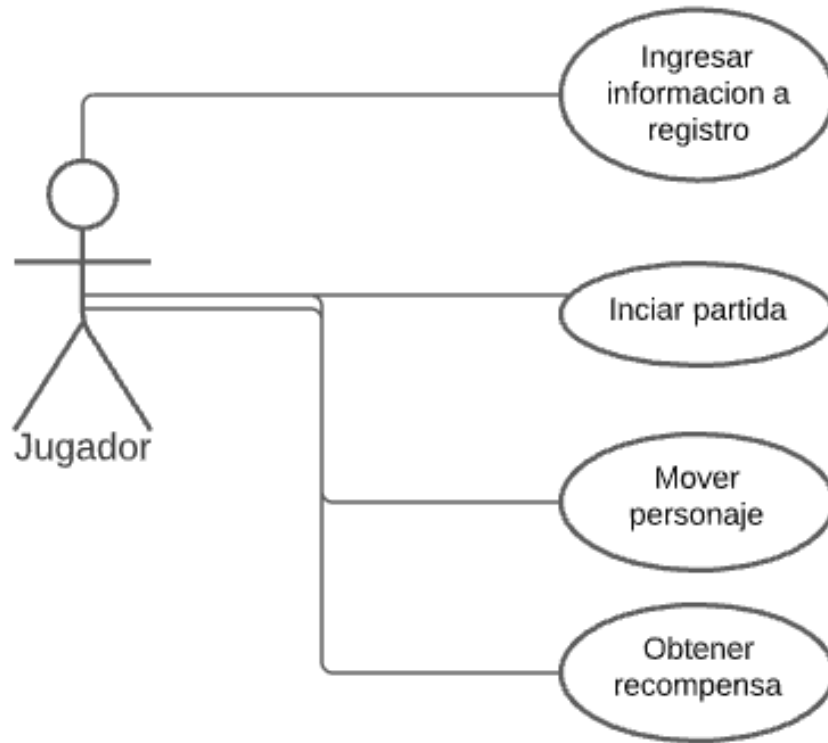 Ingresar
informacion a
registro
Inciar partida
Jugador
Mover
personaje
Obtener
recompensa